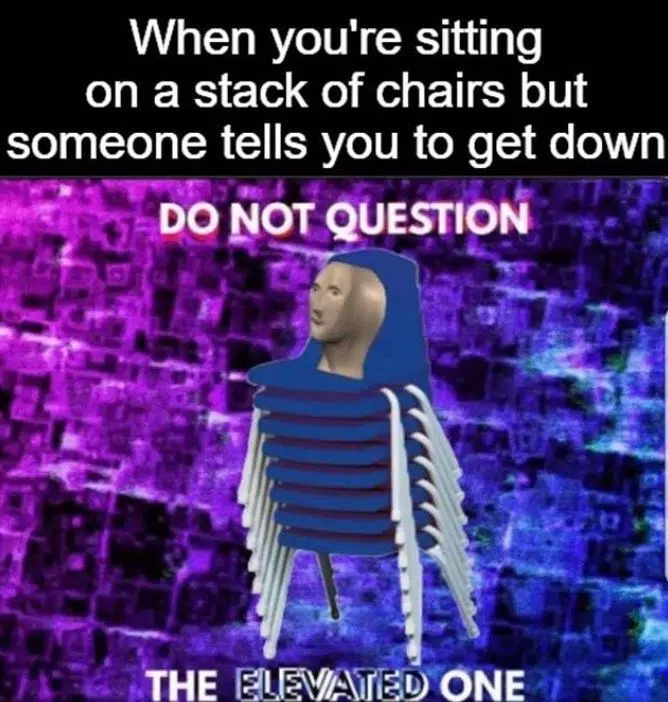 When you're sitting
on a stack of chairs but
someone tells you to get down
DO NOT QUESTION
THE ELEVATED ONE